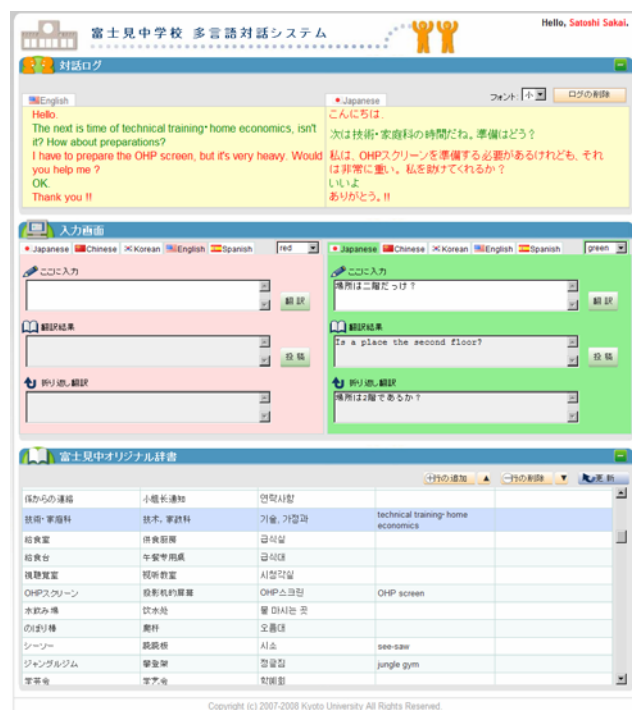 富士見中学校 多言語対話システム
Hello, Satoshi Sakai.
対話ログ
フォント: 小 ログの削除
English
Hello.
The next is time of technical training・home economics, isn't
it? How about preparations?
I have to prepare the OHP screen, but it's very heavy. Would
you help me ?
OK.
Thank you !!
Japanese
こんにちは.
次は技術・家庭科の時間だね。準備はどう？
私は、OHPスクリーンを準備する必要があるけれども、それ
は非常に重い。私を助けてくれるか？
いいよ
ありがとう。!!
入力画面
Japanese Chinese Korean English Spanish red
ここに入力
翻訳
翻訳結果
投稿
折り返し翻訳
Japanese Chinese Korean English Spanish green
ここに入力
場所は二階だっけ？
翻訳
翻訳結果
Is a place the second floor?
投稿
折り返し翻訳
場所は2階であるか？
富士見中オリジナル辞書
行の追加 ▲ 行の削除 ▼ 更新
係からの連絡 小组长通知 연락사항
技術・家庭科 技术，家政科 기술, 가정과 technical training・home
economics
給食室 供食厨房 급식실
給食台 午餐专用桌 급식대
視聴覚室 视听教室 시청각실
OHPスクリーン 投影机的屏幕 OHP스크린 OHP screen
水飲み場 饮水处 물 마시는 곳
のぼり棒 爬杆 오름대
シーソー 跷跷板 시소 see-saw
ジャングルジム 攀登架 정글짐 jungle gym
学芸会 学艺会 학예회
Copyright (c) 2007-2008 Kyoto University All Rights Reserved.